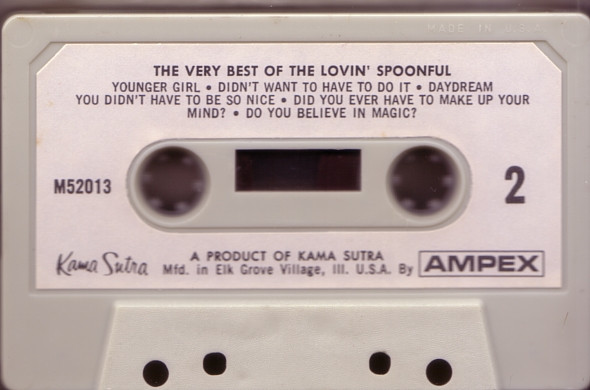 MADE IN U.S.A.
THE VERY BEST OF THE LOVIN' SPOONFUL
YOUNGER GIRL • DIDN'T WANT TO HAVE TO DO IT • DAYDREAM
YOU DIDN'T HAVE TO BE SO NICE • DID YOU EVER HAVE TO MAKE UP YOUR
MIND? • DO YOU BELIEVE IN MAGIC?
M52013
2
Kama Sutra
A PRODUCT OF KAMA SUTRA
Mfd. in Elk Grove Village, Ill. U.S.A. By AMPEX